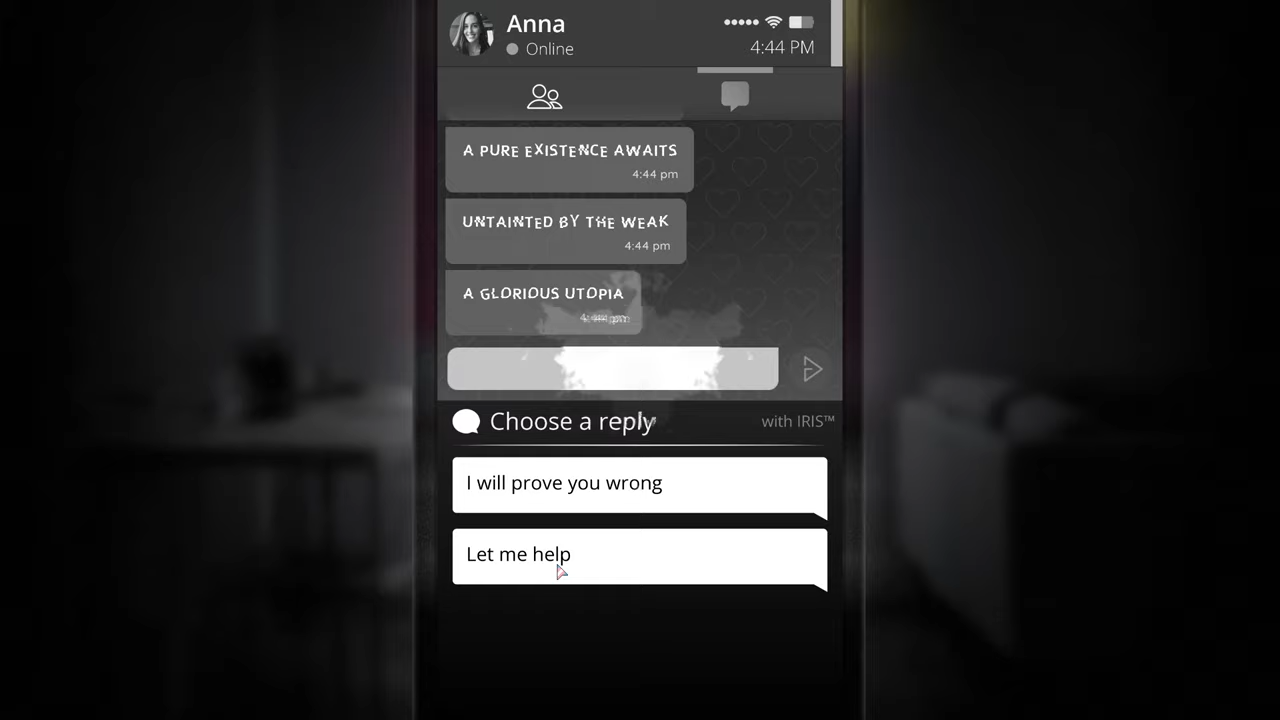 Anna
Online
4:44 PM
A PURE EXISTENCE AWAITS
4:44 pm
UNTAINTED BY THE WEAK
4:44 pm
A GLORIOUS UTOPIA
Choose a reply
with IRIS™
I will prove you wrong
Let me help